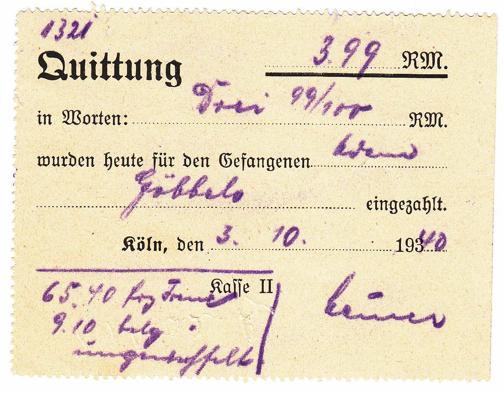 1321
3.99 RM.
Quittung
in Worten: Drei 99/100 RM.
wurden heute für den Gefangenen
Göbbels eingezahlt.
Köln, den 3. 10. 1940
Kasse II
65.40
9.10 belg